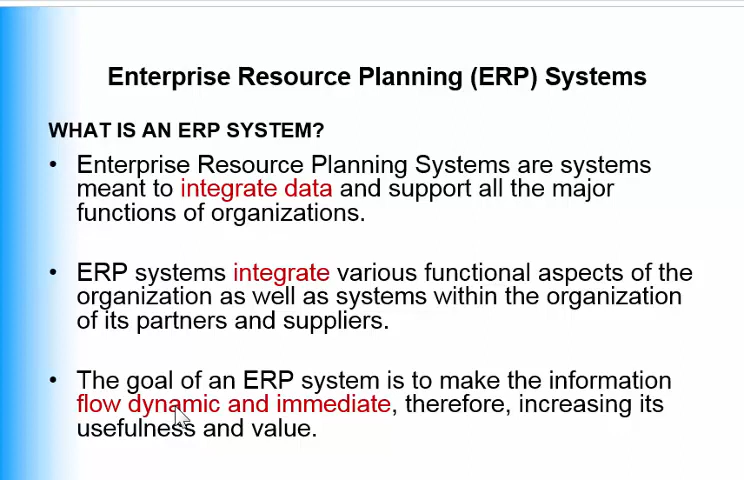 Enterprise Resource Planning (ERP) Systems
WHAT IS AN ERP SYSTEM?
• Enterprise Resource Planning Systems are systems
meant to integrate data and support all the major
functions of organizations.
• ERP systems integrate various functional aspects of the
organization as well as systems within the organization
of its partners and suppliers.
• The goal of an ERP system is to make the information
flow dynamic and immediate, therefore, increasing its
usefulness and value.